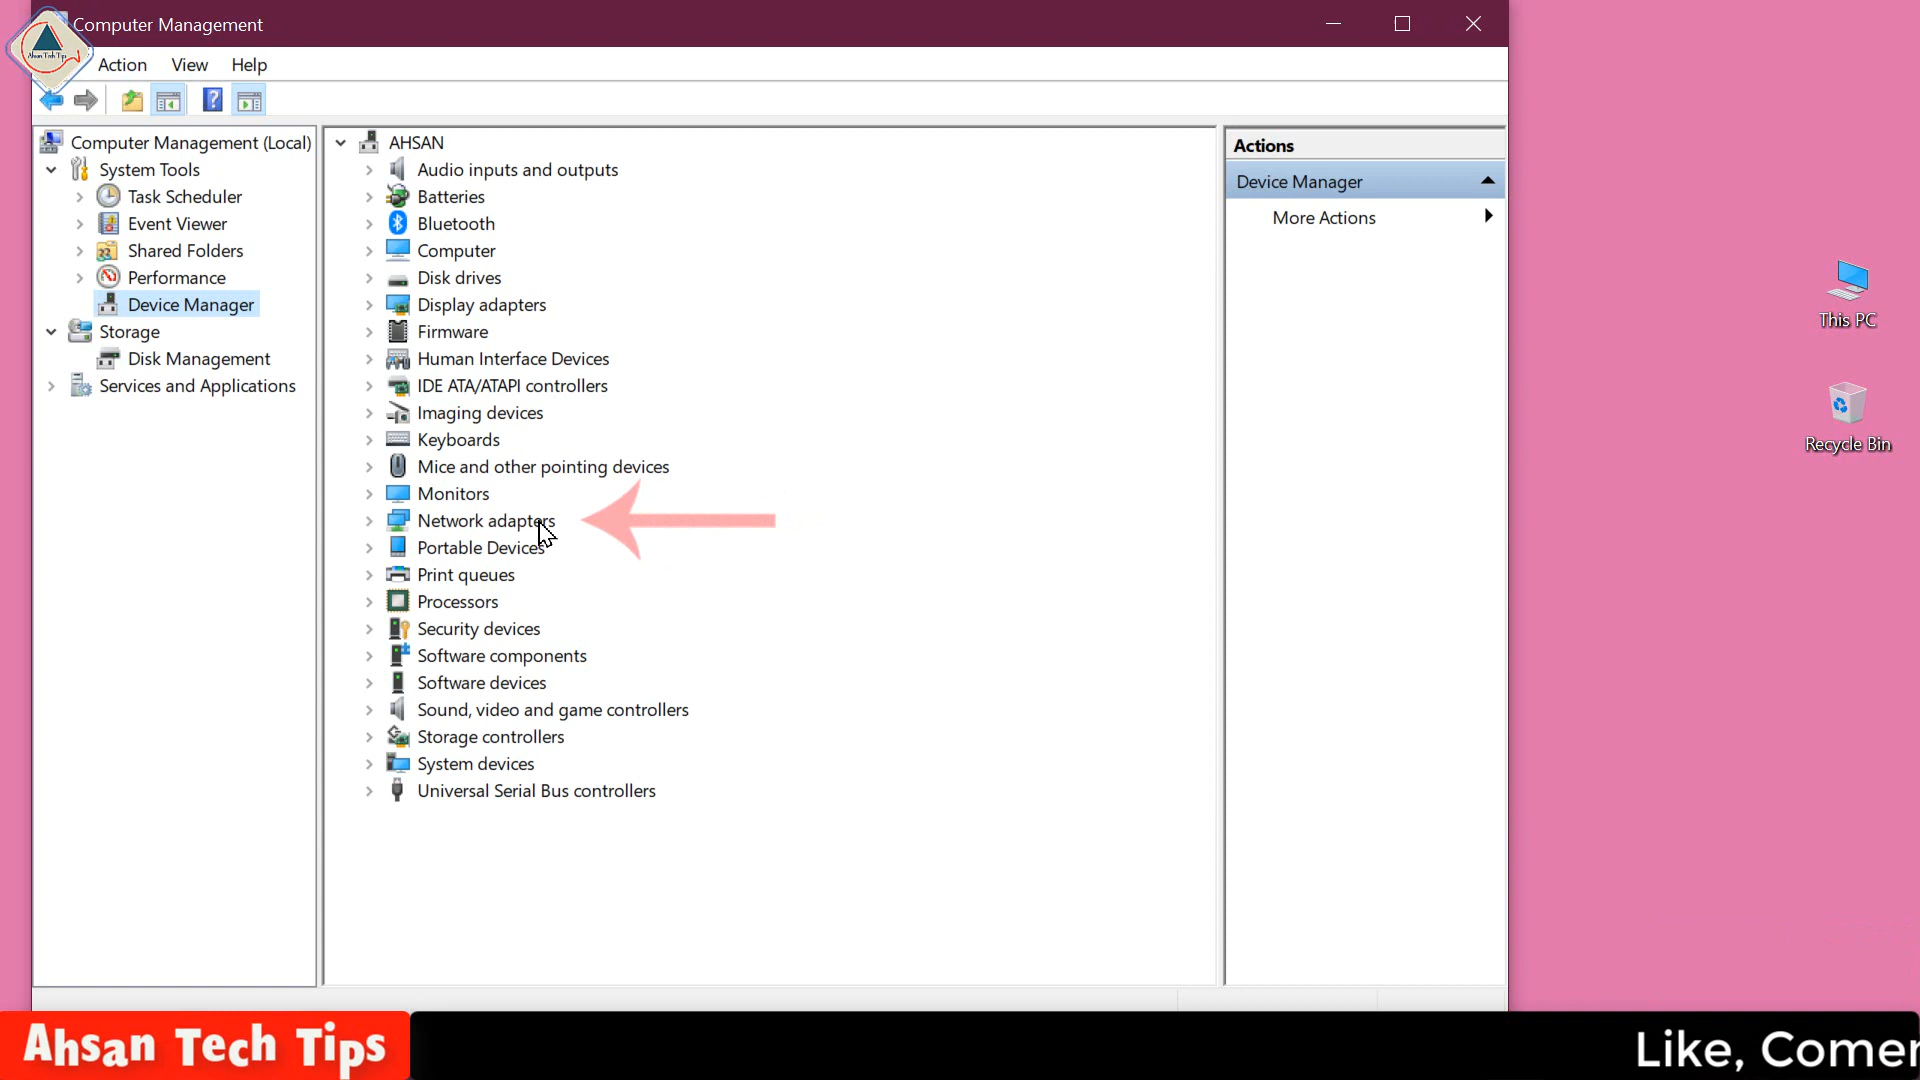 Computer Management
Ahsan Tech Tips
Action View Help
Computer Management (Local)
System Tools
Task Scheduler
Event Viewer
Shared Folders
Performance
Device Manager
Storage
Disk Management
Services and Applications
AHSAN
Audio inputs and outputs
Batteries
Bluetooth
Computer
Disk drives
Display adapters
Firmware
Human Interface Devices
IDE ATA/ATAPI controllers
Imaging devices
Keyboards
Mice and other pointing devices
Monitors
Network adapters
Portable Devices
Print queues
Processors
Security devices
Software components
Software devices
Sound, video and game controllers
Storage controllers
System devices
Universal Serial Bus controllers
Actions
Device Manager
More Actions
This PC
Recycle Bin
Ahsan Tech Tips
Like, Comer